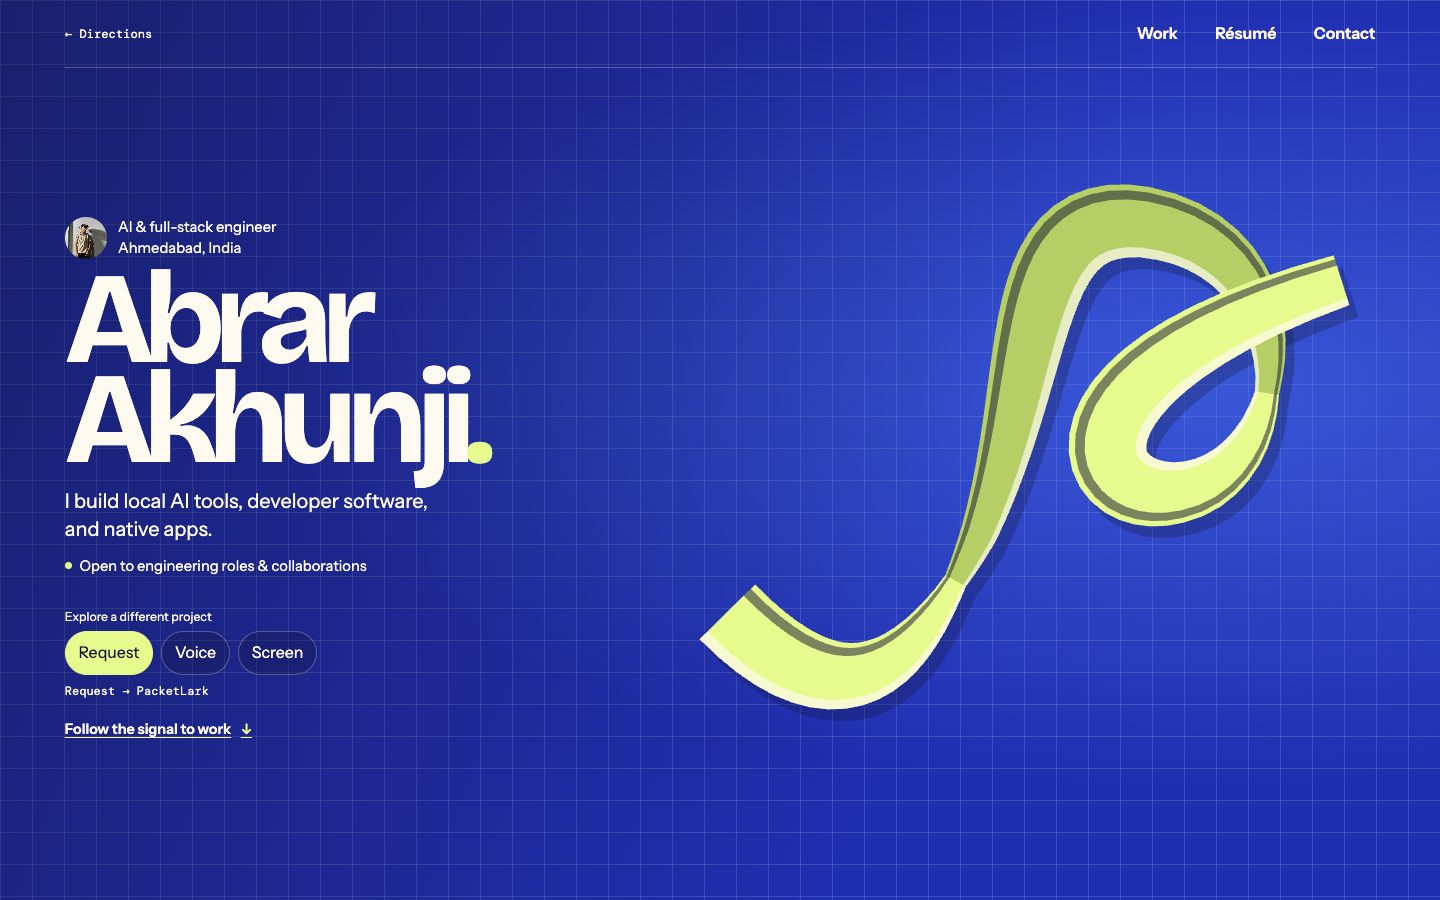 ← Directions
Work
Résumé
Contact
AI & full-stack engineer
Ahmedabad, India
Abrar
Akhunji.
I build local AI tools, developer software,
and native apps.
Open to engineering roles & collaborations
Explore a different project
Request
Voice
Screen
Request → PacketLark
Follow the signal to work ↓